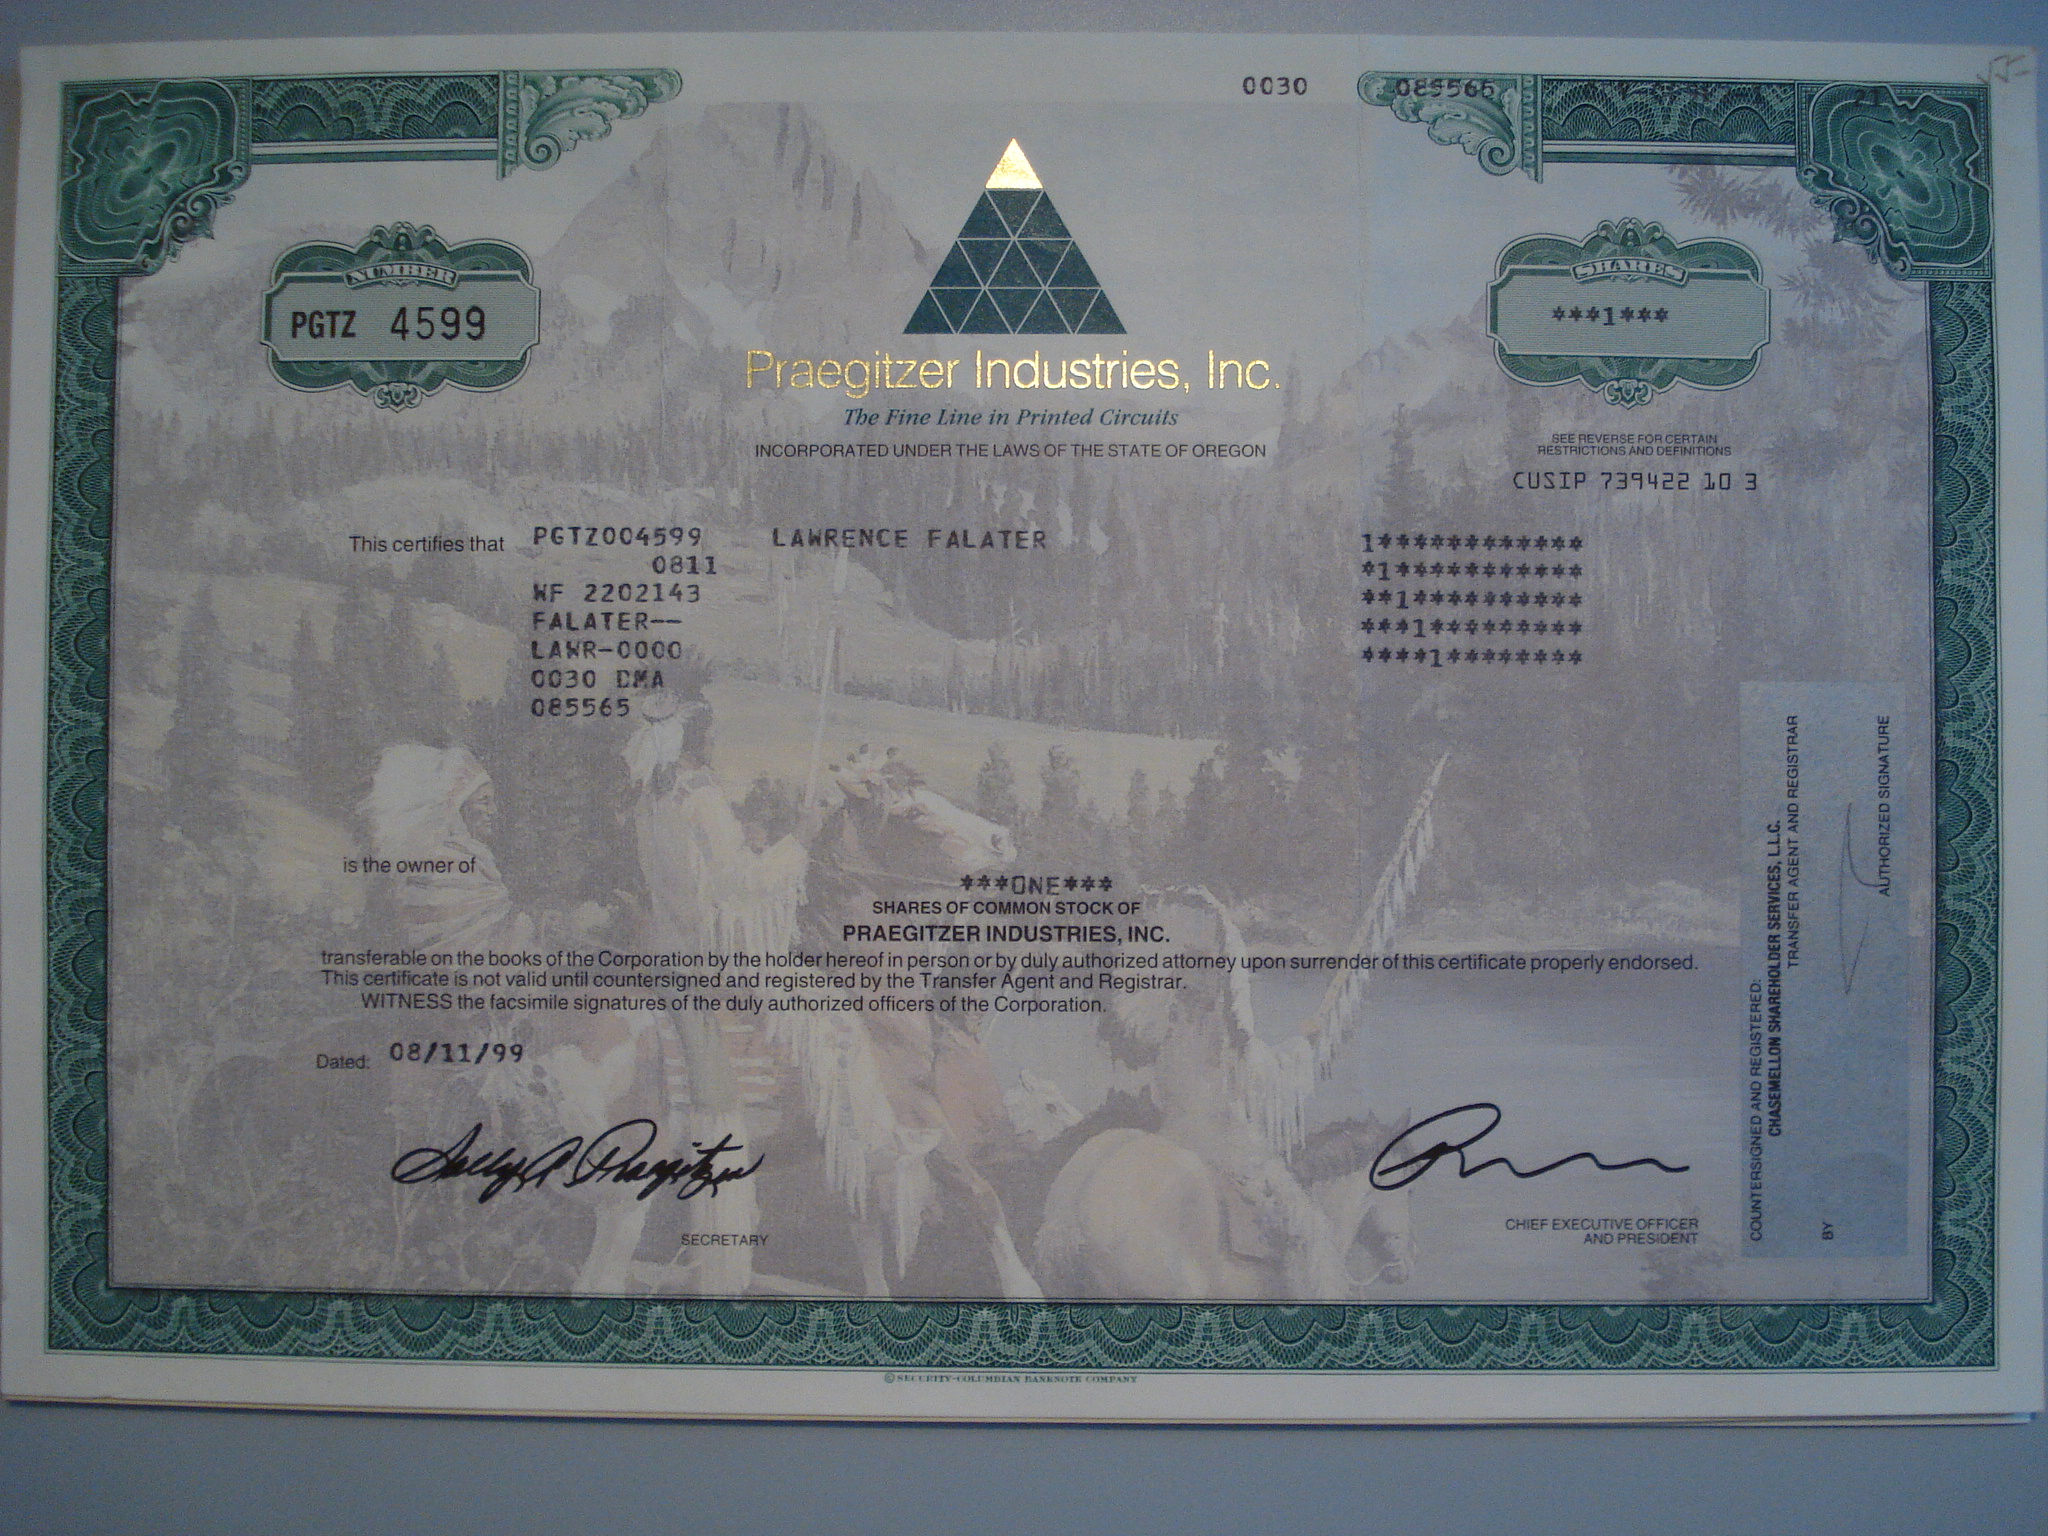 0030 085565
NUMBER
PGTZ 4599
SHARES
***1***
Praegitzer Industries, Inc.
The Fine Line in Printed Circuits
INCORPORATED UNDER THE LAWS OF THE STATE OF OREGON
SEE REVERSE FOR CERTAIN
RESTRICTIONS AND DEFINITIONS
CUSIP 739422 10 3
This certifies that PGTZ004599 LAWRENCE FALATER
0811
WF 2202143
FALATER--
LAWR-0000
0030 DMA
085565
1************
*1***********
**1**********
***1*********
****1********
is the owner of
***ONE***
SHARES OF COMMON STOCK OF
PRAEGITZER INDUSTRIES, INC.
transferable on the books of the Corporation by the holder hereof in person or by duly authorized attorney upon surrender of this certificate properly endorsed.
This certificate is not valid until countersigned and registered by the Transfer Agent and Registrar.
WITNESS the facsimile signatures of the duly authorized officers of the Corporation.
Dated: 08/11/99
Praegitzer
SECRETARY
CHIEF EXECUTIVE OFFICER
AND PRESIDENT
COUNTERSIGNED AND REGISTERED:
CHASEMELLON SHAREHOLDER SERVICES, L.L.C.
TRANSFER AGENT AND REGISTRAR
BY
AUTHORIZED SIGNATURE
© SECURITY-COLUMBIAN BANKNOTE COMPANY